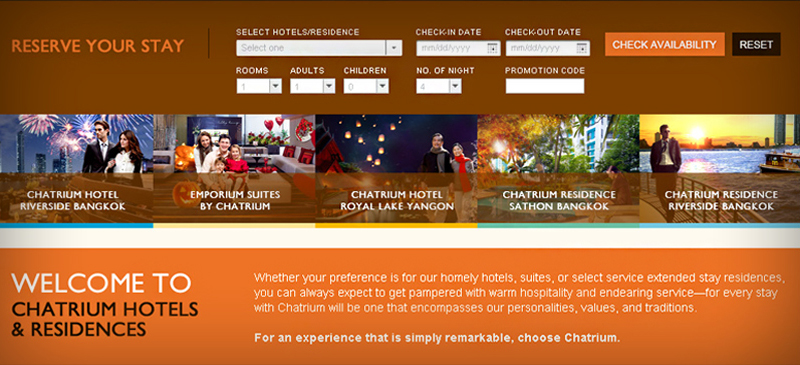 RESERVE YOUR STAY
SELECT HOTELS/RESIDENCE
Select one
CHECK-IN DATE
mm/dd/yyyy
CHECK-OUT DATE
mm/dd/yyyy
CHECK AVAILABILITY
RESET
ROOMS
1
ADULTS
1
CHILDREN
0
NO. OF NIGHT
4
PROMOTION CODE
CHATRIUM HOTEL
RIVERSIDE BANGKOK
EMPORIUM SUITES
BY CHATRIUM
CHATRIUM HOTEL
ROYAL LAKE YANGON
CHATRIUM RESIDENCE
SATHON BANGKOK
CHATRIUM RESIDENCE
RIVERSIDE BANGKOK
WELCOME TO
CHATRIUM HOTELS
& RESIDENCES
Whether your preference is for our homely hotels, suites, or select service extended stay residences,
you can always expect to get pampered with warm hospitality and endearing service—for every stay
with Chatrium will be one that encompasses our personalities, values, and traditions.
For an experience that is simply remarkable, choose Chatrium.